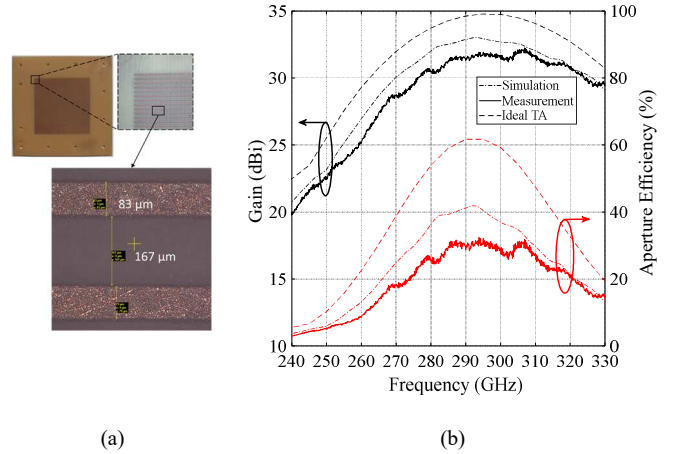 83 µm
167 µm
(a)
Gain (dBi)
35
30
25
20
15
10
Simulation
Measurement
Ideal TA
100
80
60
40
20
0
Aperture Efficiency (%)
240 250 260 270 280 290 300 310 320 330
Frequency (GHz)
(b)